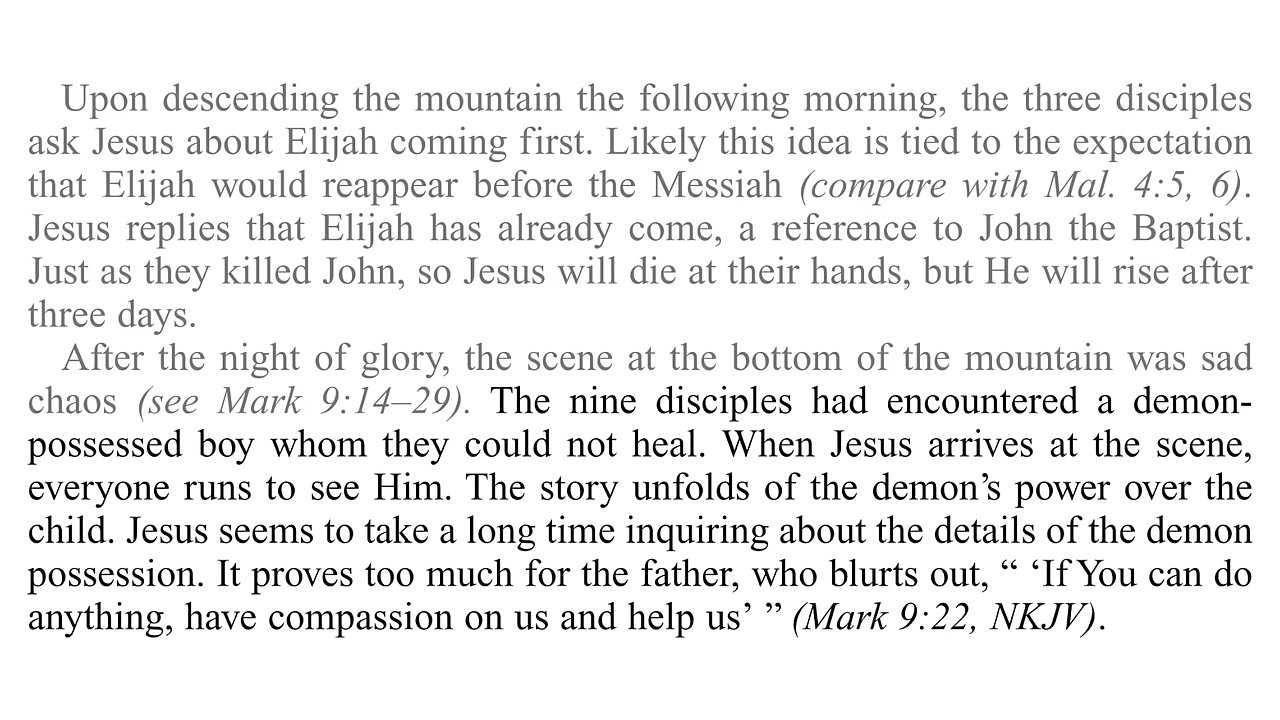 Upon descending the mountain the following morning, the three disciples
ask Jesus about Elijah coming first. Likely this idea is tied to the expectation
that Elijah would reappear before the Messiah (compare with Mal. 4:5, 6).
Jesus replies that Elijah has already come, a reference to John the Baptist.
Just as they killed John, so Jesus will die at their hands, but He will rise after
three days.
After the night of glory, the scene at the bottom of the mountain was sad
chaos (see Mark 9:14–29). The nine disciples had encountered a demon-
possessed boy whom they could not heal. When Jesus arrives at the scene,
everyone runs to see Him. The story unfolds of the demon’s power over the
child. Jesus seems to take a long time inquiring about the details of the demon
possession. It proves too much for the father, who blurts out, “ ‘If You can do
anything, have compassion on us and help us’ ” (Mark 9:22, NKJV).